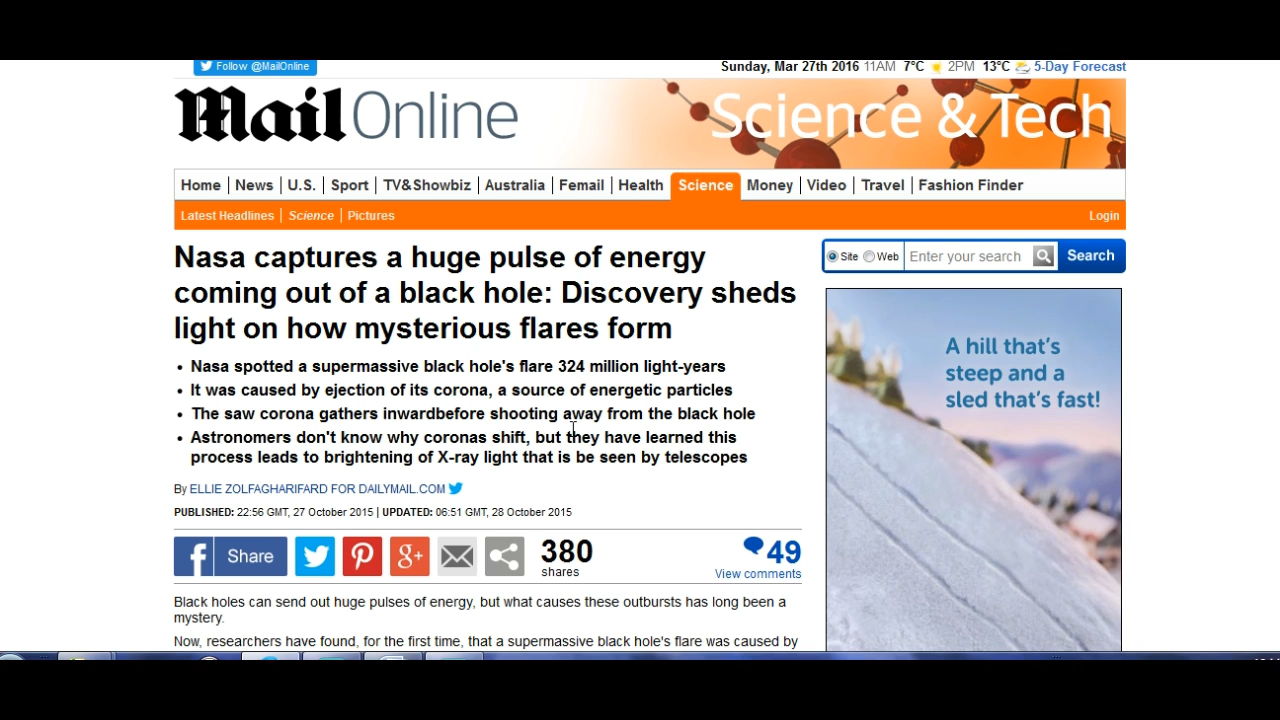 Follow @MailOnline
Sunday, Mar 27th 2016 11AM 7°C 2PM 13°C 5-Day Forecast
Mail Online
Science & Tech
Home News U.S. Sport TV&Showbiz Australia Femail Health Science Money Video Travel Fashion Finder
Latest Headlines Science Pictures Login
Nasa captures a huge pulse of energy
coming out of a black hole: Discovery sheds
light on how mysterious flares form
Site Web Enter your search Search
• Nasa spotted a supermassive black hole's flare 324 million light-years
• It was caused by ejection of its corona, a source of energetic particles
• The saw corona gathers inwardbefore shooting away from the black hole
• Astronomers don't know why coronas shift, but they have learned this
process leads to brightening of X-ray light that is be seen by telescopes
By ELLIE ZOLFAGHARIFARD FOR DAILYMAIL.COM
PUBLISHED: 22:56 GMT, 27 October 2015 | UPDATED: 06:51 GMT, 28 October 2015
f Share g+ 380 49
shares View comments
Black holes can send out huge pulses of energy, but what causes these outbursts has long been a
mystery.
Now, researchers have found, for the first time, that a supermassive black hole's flare was caused by
A hill that's
steep and a
sled that's fast!